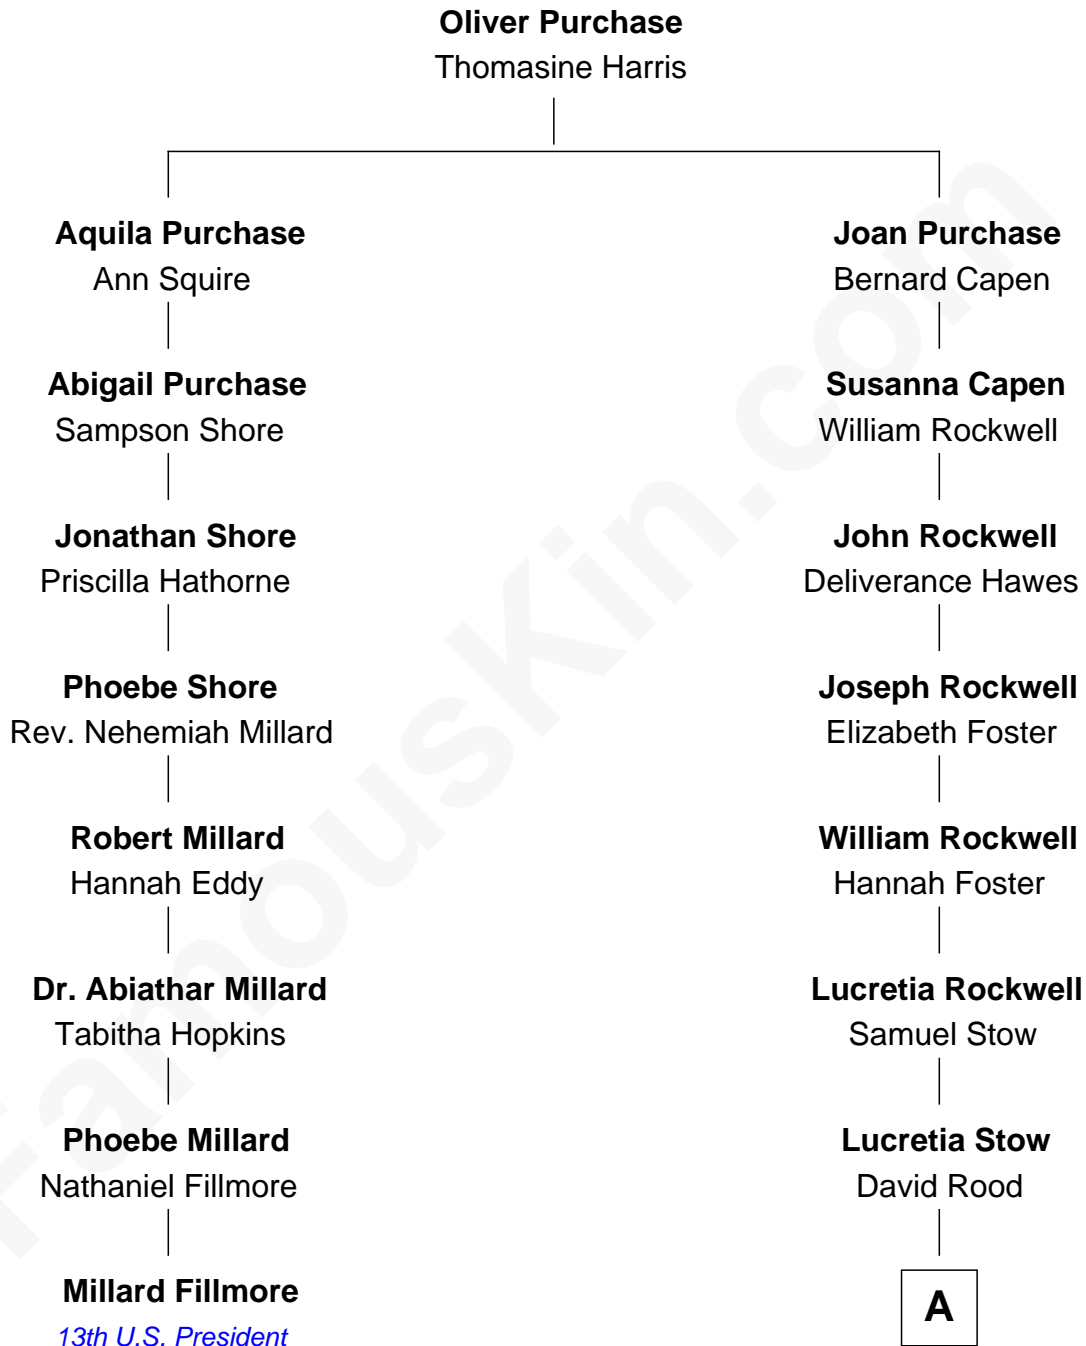 Oliver Purchase
Thomasine Harris
Aquila Purchase
Ann Squire
Joan Purchase
Bernard Capen
Abigail Purchase
Sampson Shore
Susanna Capen
William Rockwell
Jonathan Shore
Priscilla Hathorne
John Rockwell
Deliverance Hawes
Phoebe Shore
Rev. Nehemiah Millard
Joseph Rockwell
Elizabeth Foster
Robert Millard
Hannah Eddy
William Rockwell
Hannah Foster
Dr. Abiathar Millard
Tabitha Hopkins
Lucretia Rockwell
Samuel Stow
Phoebe Millard
Nathaniel Fillmore
Lucretia Stow
David Rood
Millard Fillmore
13th U.S. President
A
FamousKin.com